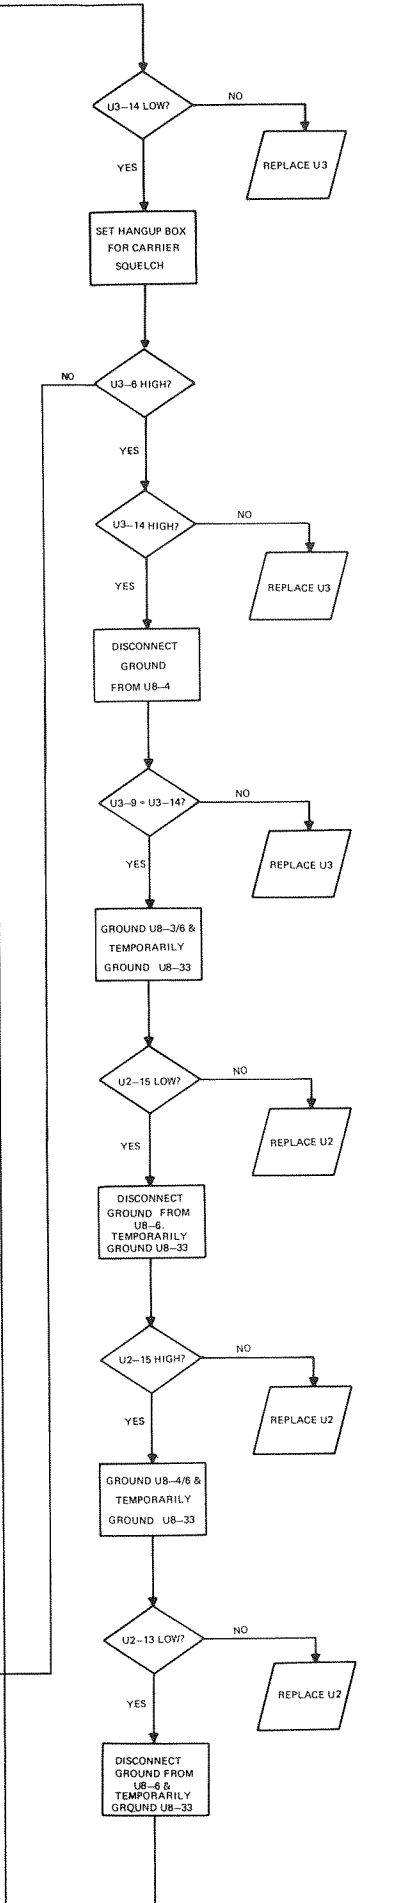 U3–14 LOW?
NO
REPLACE U3
YES
SET HANGUP BOX
FOR CARRIER
SQUELCH
NO
U3–6 HIGH?
YES
U3–14 HIGH?
NO
REPLACE U3
YES
DISCONNECT
GROUND
FROM U8–4
U3–9 = U3–14?
NO
REPLACE U3
YES
GROUND U8–3/6 &
TEMPORARILY
GROUND U8–33
U2–15 LOW?
NO
REPLACE U2
YES
DISCONNECT
GROUND FROM
U8–6.
TEMPORARILY
GROUND U8–33
U2–15 HIGH?
NO
REPLACE U2
YES
GROUND U8–4/6 &
TEMPORARILY
GROUND U8–33
U2–13 LOW?
NO
REPLACE U2
YES
DISCONNECT
GROUND FROM
U8–6 &
TEMPORARILY
GROUND U8–33